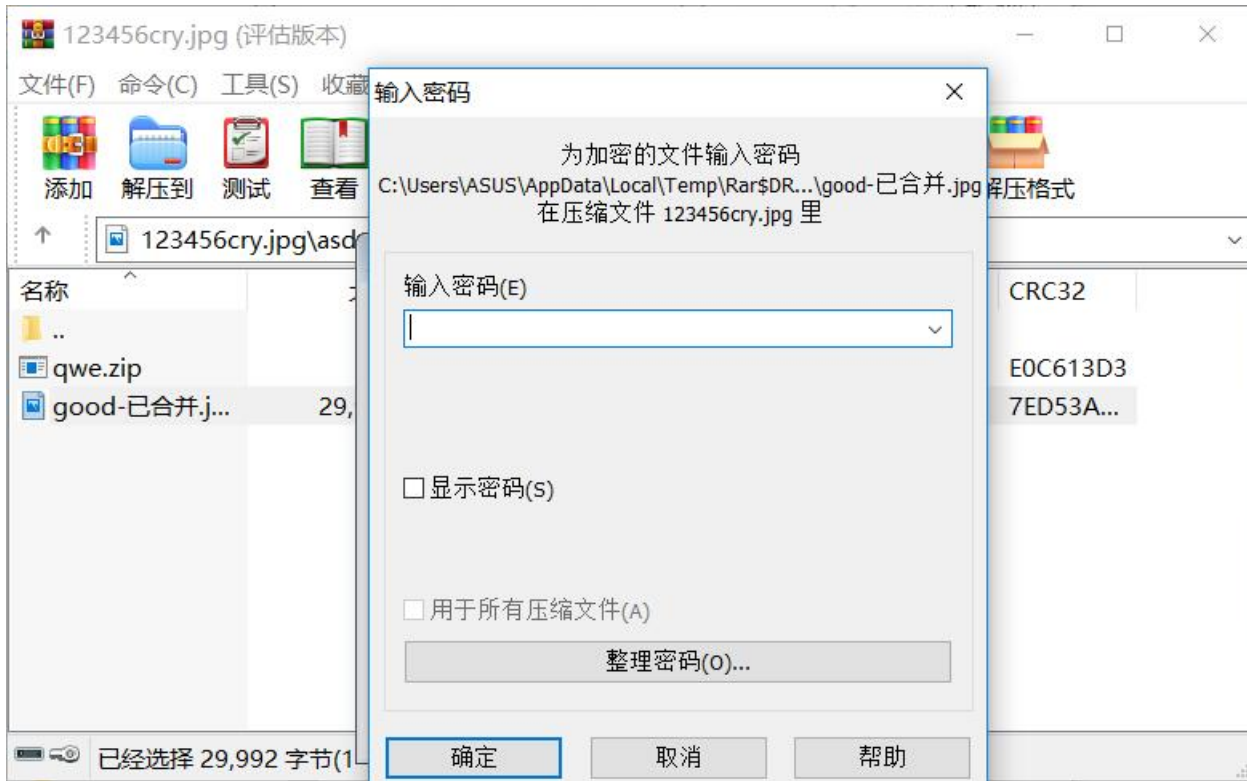 123456cry.jpg (评估版本)
文件(F) 命令(C) 工具(S) 收藏
添加 解压到 测试 查看 解压格式
123456cry.jpg\asd
名称 CRC32
..
qwe.zip E0C613D3
good-已合并.j... 29, 7ED53A...
已经选择 29,992 字节(1
输入密码
为加密的文件输入密码
C:\Users\ASUS\AppData\Local\Temp\Rar$DR...\good-已合并.jpg
在压缩文件 123456cry.jpg 里
输入密码(E)
显示密码(S)
用于所有压缩文件(A)
整理密码(O)...
确定 取消 帮助